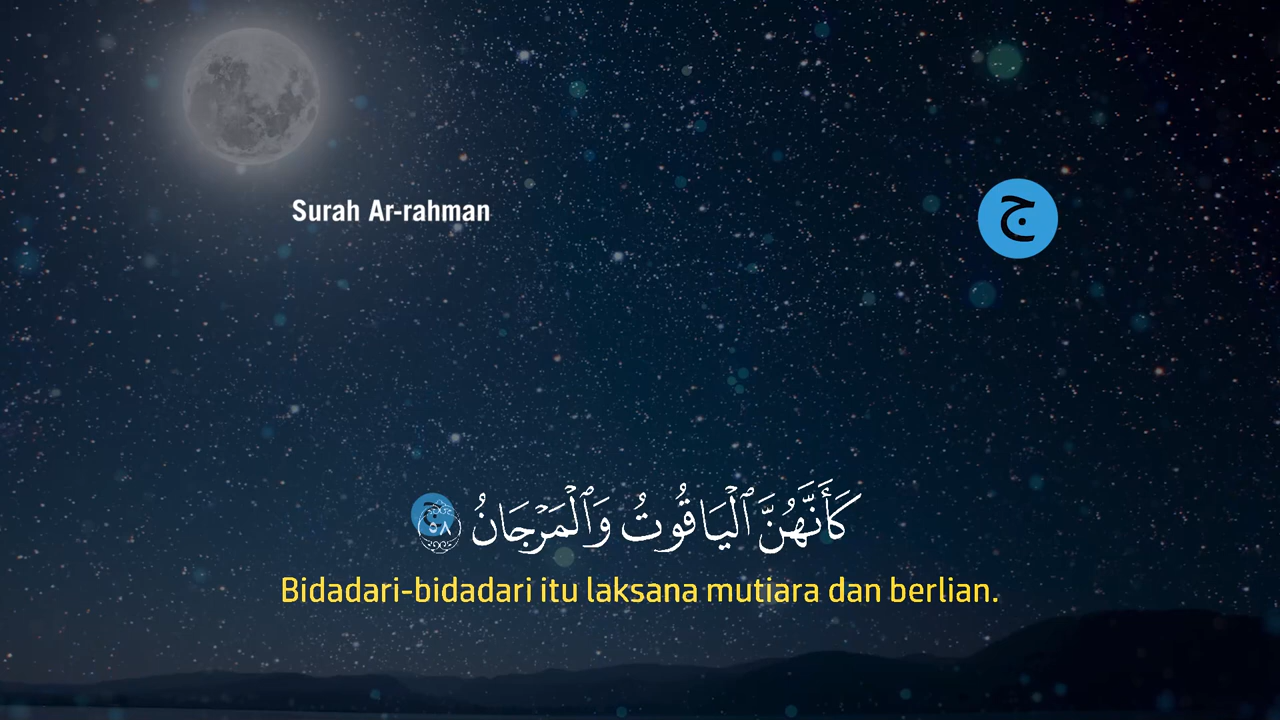 Surah Ar-rahman
ج
كَأَنَّهُنَّ ٱلْيَاقُوتُ وَٱلْمَرْجَانُ ج ٥٨
Bidadari-bidadari itu laksana mutiara dan berlian.